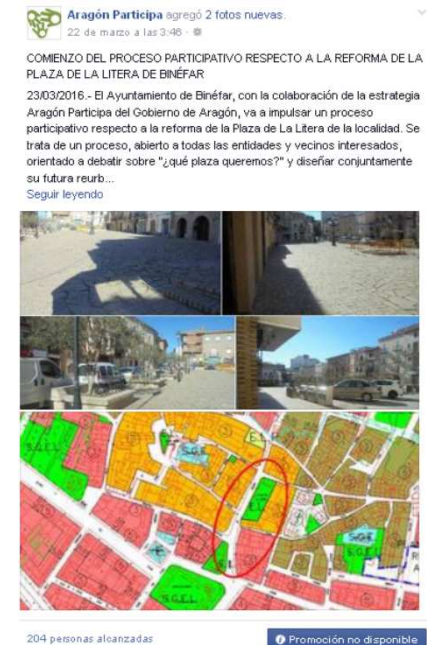 Aragón Participa agregó 2 fotos nuevas.
22 de marzo a las 3:46 ·
COMIENZO DEL PROCESO PARTICIPATIVO RESPECTO A LA REFORMA DE LA
PLAZA DE LA LITERA DE BINÉFAR
23/03/2016.- El Ayuntamiento de Binéfar, con la colaboración de la estrategia
Aragón Participa del Gobierno de Aragón, va a impulsar un proceso
participativo respecto a la reforma de la Plaza de La Litera de la localidad. Se
trata de un proceso, abierto a todas las entidades y vecinos interesados,
orientado a debatir sobre "¿qué plaza queremos?" y diseñar conjuntamente
su futura reurb...
Seguir leyendo
S.G.E.L.
204 personas alcanzadas
Promoción no disponible